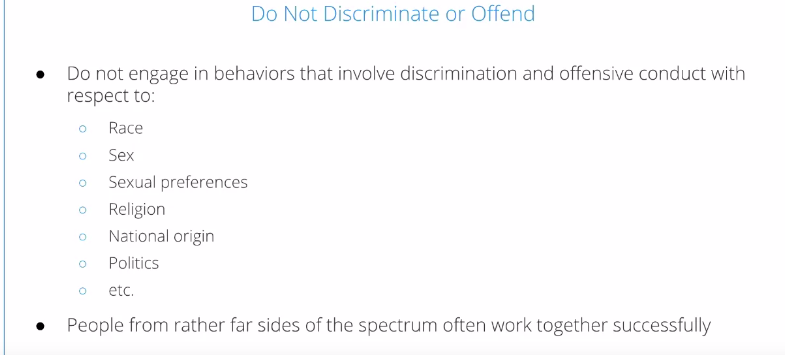 Do Not Discriminate or Offend
● Do not engage in behaviors that involve discrimination and offensive conduct with
respect to:
○ Race
○ Sex
○ Sexual preferences
○ Religion
○ National origin
○ Politics
○ etc.
● People from rather far sides of the spectrum often work together successfully